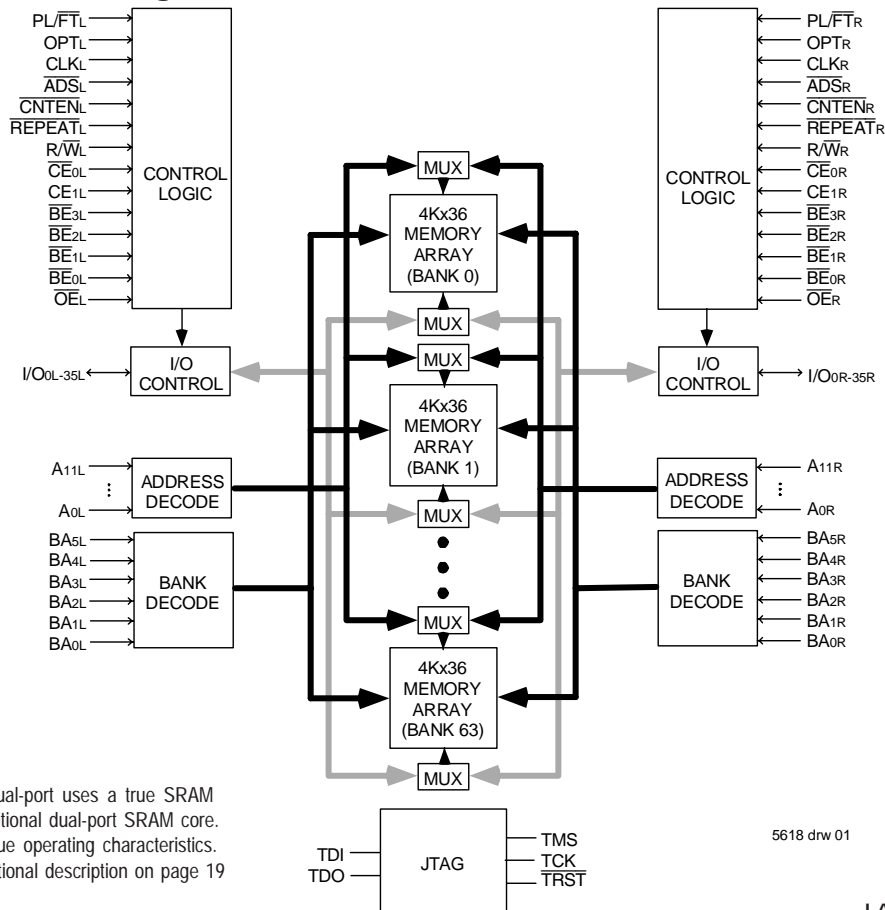 PL/FTL
OPTL
CLKL
ADSL
CNTENL
REPEATL
R/WL
CE0L
CE1L
BE3L
BE2L
BE1L
BE0L
OEL
CONTROL
LOGIC
PL/FTR
OPTR
CLKR
ADSR
CNTENR
REPEATR
R/WR
CE0R
CE1R
BE3R
BE2R
BE1R
BE0R
OER
CONTROL
LOGIC
MUX
4Kx36
MEMORY
ARRAY
(BANK 0)
MUX
I/O0L-35L
I/O
CONTROL
MUX
I/O
CONTROL
I/O0R-35R
4Kx36
MEMORY
ARRAY
(BANK 1)
MUX
A11L
A0L
ADDRESS
DECODE
ADDRESS
DECODE
A11R
A0R
BA5L
BA4L
BA3L
BA2L
BA1L
BA0L
BANK
DECODE
BANK
DECODE
BA5R
BA4R
BA3R
BA2R
BA1R
BA0R
MUX
4Kx36
MEMORY
ARRAY
(BANK 63)
MUX
ual-port uses a true SRAM
tional dual-port SRAM core.
ue operating characteristics.
tional description on page 19
TDI
TDO
JTAG
TMS
TCK
TRST
5618 drw 01